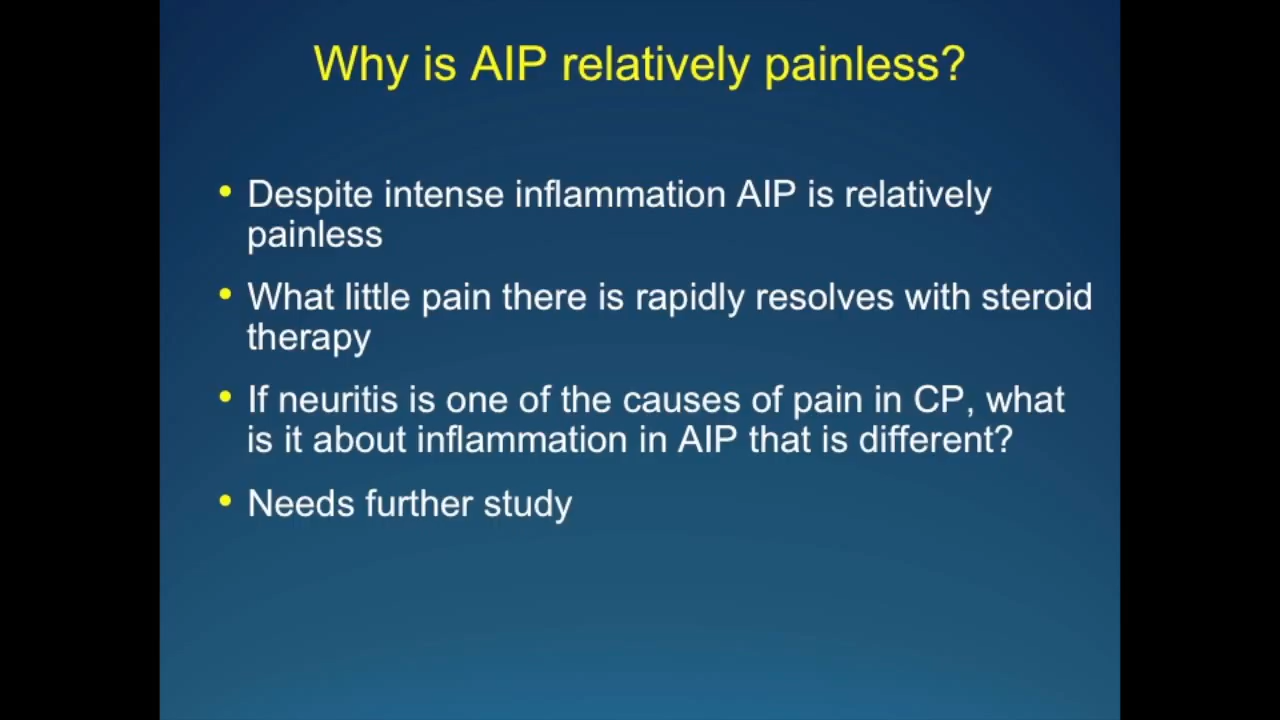 Why is AIP relatively painless?
• Despite intense inflammation AIP is relatively
painless
• What little pain there is rapidly resolves with steroid
therapy
• If neuritis is one of the causes of pain in CP, what
is it about inflammation in AIP that is different?
• Needs further study